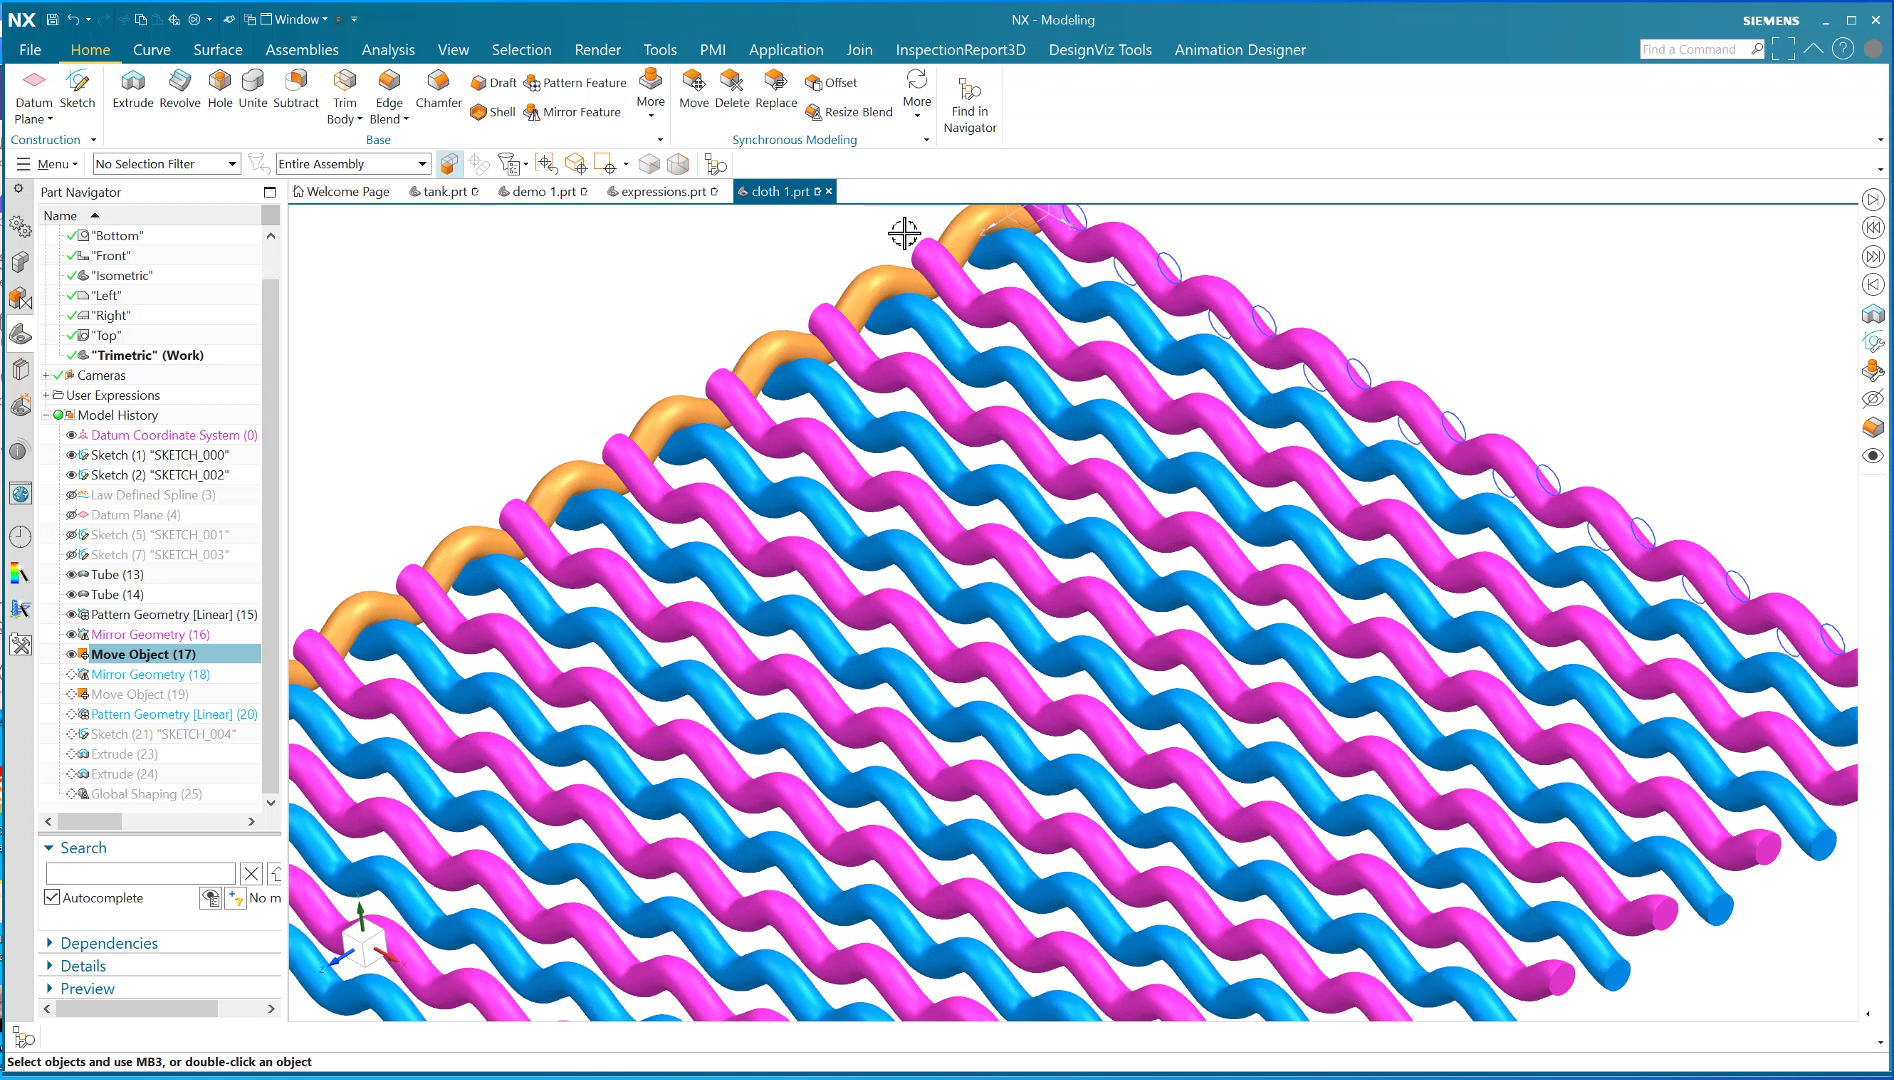 NX Window NX - Modeling SIEMENS
File Home Curve Surface Assemblies Analysis View Selection Render Tools PMI Application Join InspectionReport3D DesignViz Tools Animation Designer Find a Command
Datum Plane Sketch Extrude Revolve Hole Unite Subtract Trim Body Edge Blend Chamfer Draft Shell Pattern Feature Mirror Feature More Move Delete Replace Offset Resize Blend More Find in Navigator
Construction Base Synchronous Modeling
Menu No Selection Filter Entire Assembly
Part Navigator
Welcome Page tank.prt demo 1.prt expressions.prt cloth 1.prt
Name
"Bottom"
"Front"
"Isometric"
"Left"
"Right"
"Top"
"Trimetric" (Work)
Cameras
User Expressions
Model History
Datum Coordinate System (0)
Sketch (1) "SKETCH_000"
Sketch (2) "SKETCH_002"
Law Defined Spline (3)
Datum Plane (4)
Sketch (5) "SKETCH_001"
Sketch (7) "SKETCH_003"
Tube (13)
Tube (14)
Pattern Geometry [Linear] (15)
Mirror Geometry (16)
Move Object (17)
Mirror Geometry (18)
Move Object (19)
Pattern Geometry [Linear] (20)
Sketch (21) "SKETCH_004"
Extrude (23)
Extrude (24)
Global Shaping (25)
Search
Autocomplete No m
Dependencies
Details
Preview
Select objects and use MB3, or double-click an object